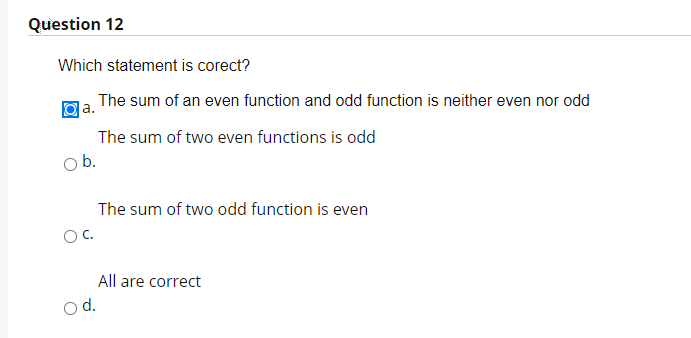 Question 12
Which statement is corect?
a. The sum of an even function and odd function is neither even nor odd
The sum of two even functions is odd
b.
The sum of two odd function is even
c.
All are correct
d.